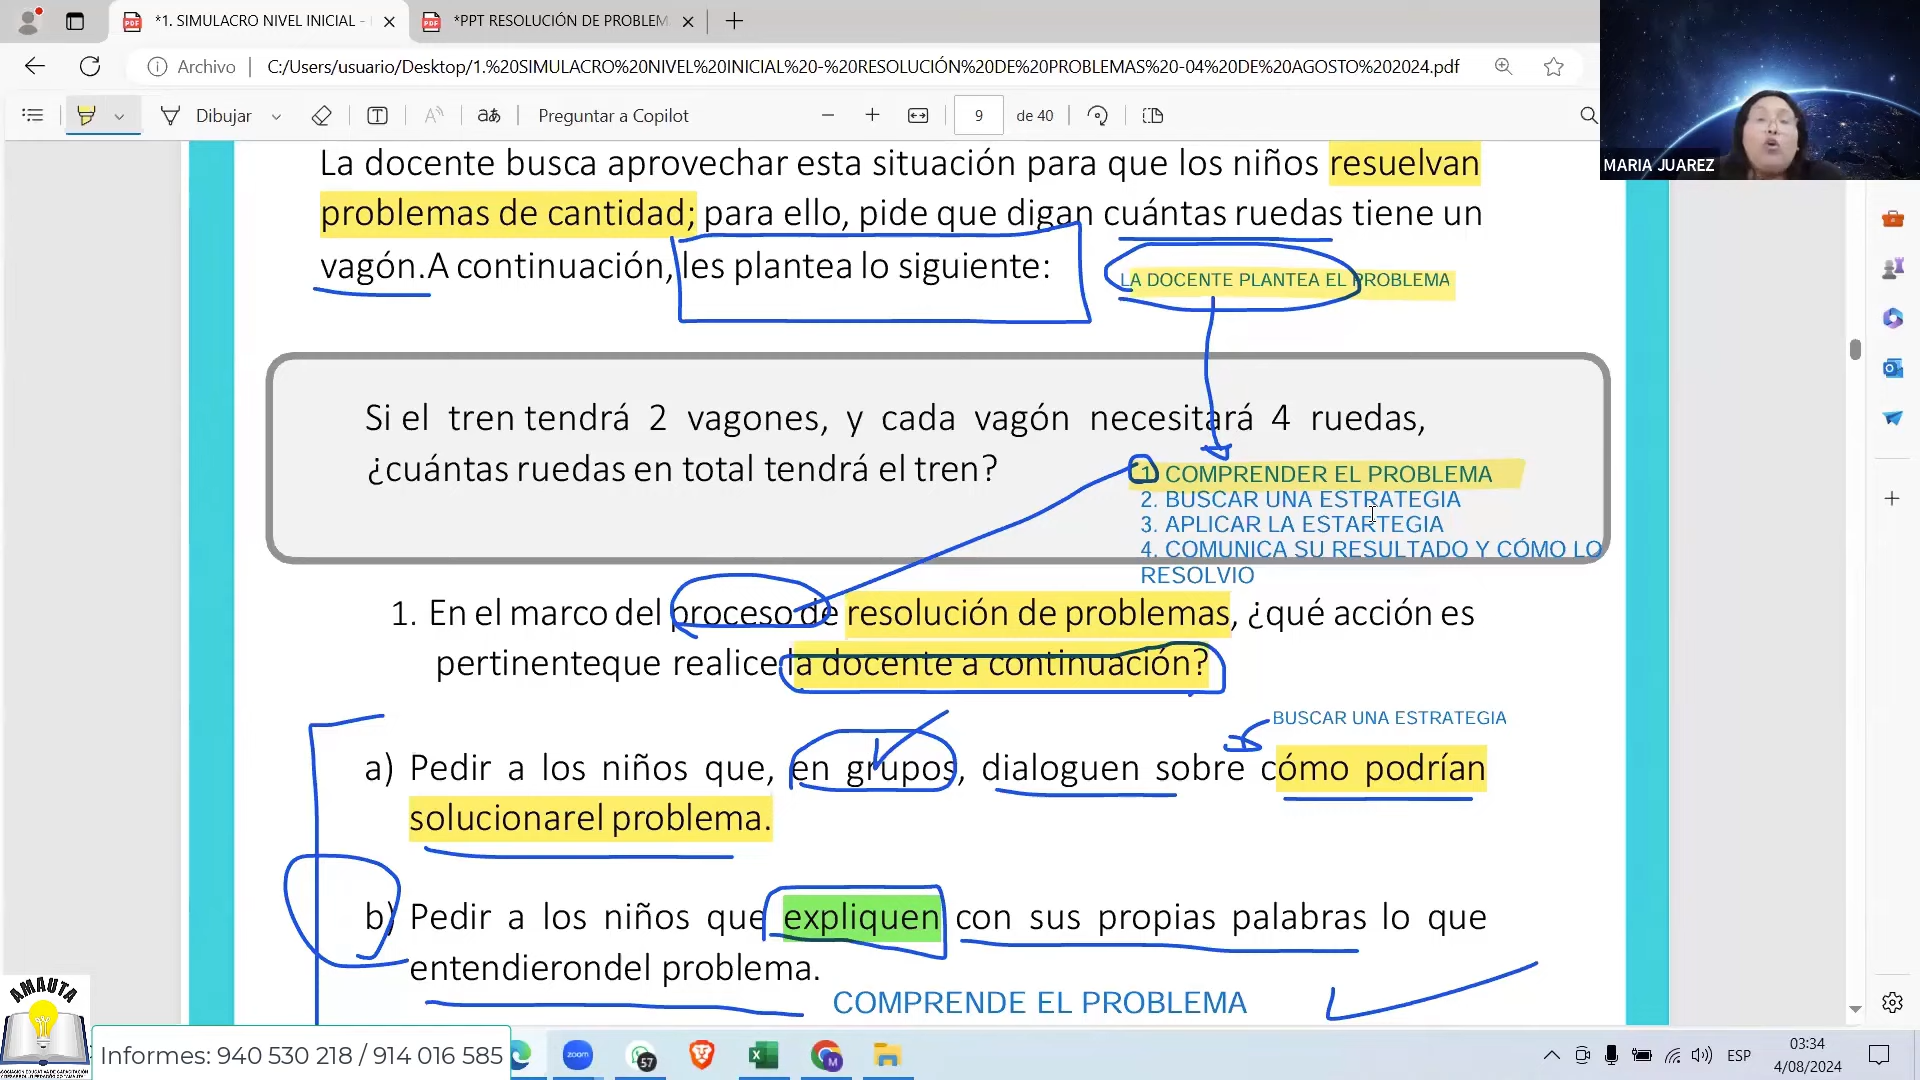 *1. SIMULACRO NIVEL INICIAL -
*PPT RESOLUCIÓN DE PROBLEM
Archivo
C:/Users/usuario/Desktop/1.%20SIMULACRO%20NIVEL%20INICIAL%20-%20RESOLUCIÓN%20DE%20PROBLEMAS%20-04%20DE%20AGOSTO%202024.pdf
Dibujar
Preguntar a Copilot
9 de 40
MARIA JUAREZ
La docente busca aprovechar esta situación para que los niños resuelvan
problemas de cantidad; para ello, pide que digan cuántas ruedas tiene un
vagón.A continuación, les plantea lo siguiente:
LA DOCENTE PLANTEA EL PROBLEMA
Si el tren tendrá 2 vagones, y cada vagón necesitará 4 ruedas,
¿cuántas ruedas en total tendrá el tren?
1. COMPRENDER EL PROBLEMA
2. BUSCAR UNA ESTRATEGIA
3. APLICAR LA ESTARTEGIA
4. COMUNICA SU RESULTADO Y CÓMO LO
RESOLVIO
1. En el marco del proceso de resolución de problemas, ¿qué acción es
pertinenteque realice la docente a continuación?
BUSCAR UNA ESTRATEGIA
a) Pedir a los niños que, en grupos, dialoguen sobre cómo podrían
solucionarel problema.
b) Pedir a los niños que expliquen con sus propias palabras lo que
entendierondel problema.
COMPRENDE EL PROBLEMA
AMAUTA
Informes: 940 530 218 / 914 016 585
zoom
57
M
ESP
03:34
4/08/2024